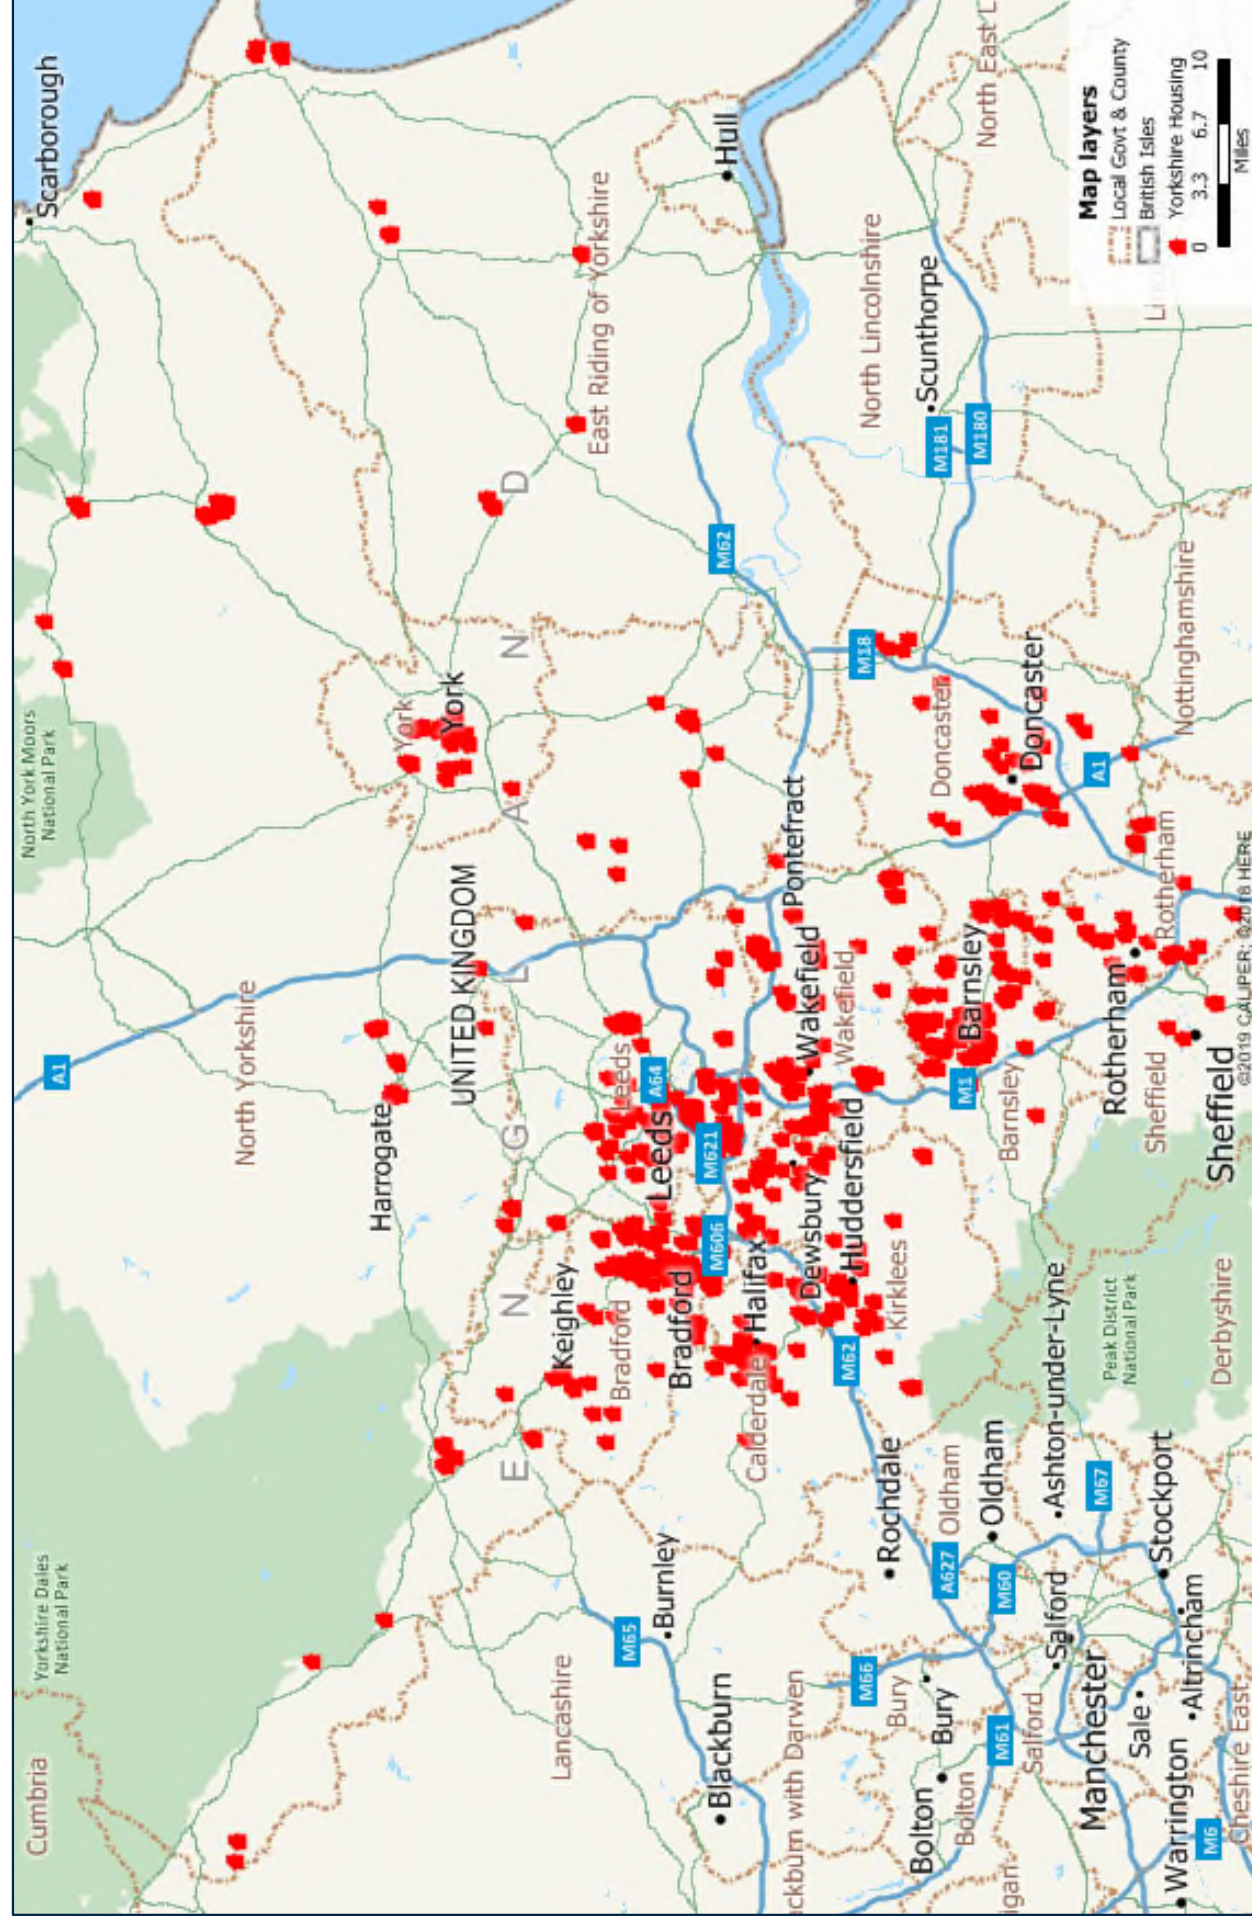 Cumbria
Yorkshire Dales
National Park
North York Moors
National Park
Scarborough
A1
North Yorkshire
Harrogate
UNITED KINGDOM
York
York
E N G L A N D
Lancashire
Keighley
Bradford
Leeds
East Riding of Yorkshire
M65
Burnley
Bradford
Leeds
A64
M606
M621
M62
Hull
Blackburn
Halifax
Calderdale
Pontefract
ckburn with Darwen
Dewsbury
Wakefield
Wakefield
M62
Huddersfield
M18
North Lincolnshire
M66
Bury
Rochdale
Kirklees
Bolton
Bury
A627
Oldham
Doncaster
M181
Scunthorpe
Bolton
M1
Barnsley
M180
North East L
M61
M60
Oldham
Barnsley
igan
Salford
Salford
Ashton-under-Lyne
Doncaster
Manchester
M67
Peak District
National Park
Rotherham
A1
Sale
Stockport
Sheffield
Rotherham
Lin
Warrington
Altrincham
Nottinghamshire
M6
Cheshire East
Derbyshire
Sheffield
Map layers
Local Govt & County
British Isles
Yorkshire Housing
0 3.3 6.7 10
Miles
©2019 CALIPER; ©2018 HERE